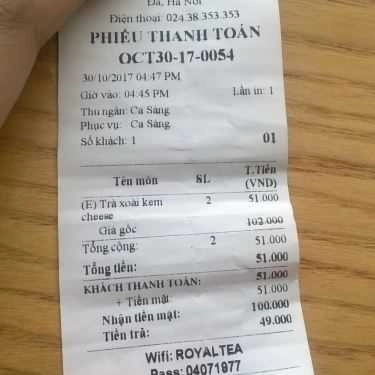 Đa, Hà Nội
Điện thoại: 024.38.353.353
PHIẾU THANH TOÁN
OCT30-17-0054
30/10/2017 04:47 PM
Giờ vào: 04:45 PM Lần in: 1
Thu ngân: Ca Sáng
Phục vụ: Ca Sáng
Số khách: 1 01
Tên món SL T.Tiền
(VND)
(E) Trà xoài kem 2 51.000
cheese
Giá gốc 102.000
Tổng cộng: 2 51.000
Tổng tiền: 51.000
KHÁCH THANH TOÁN: 51.000
+ Tiền mặt 51.000
Nhận tiền mặt: 100.000
Tiền trả: 49.000
Wifi: ROYALTEA
Pass: 04071977